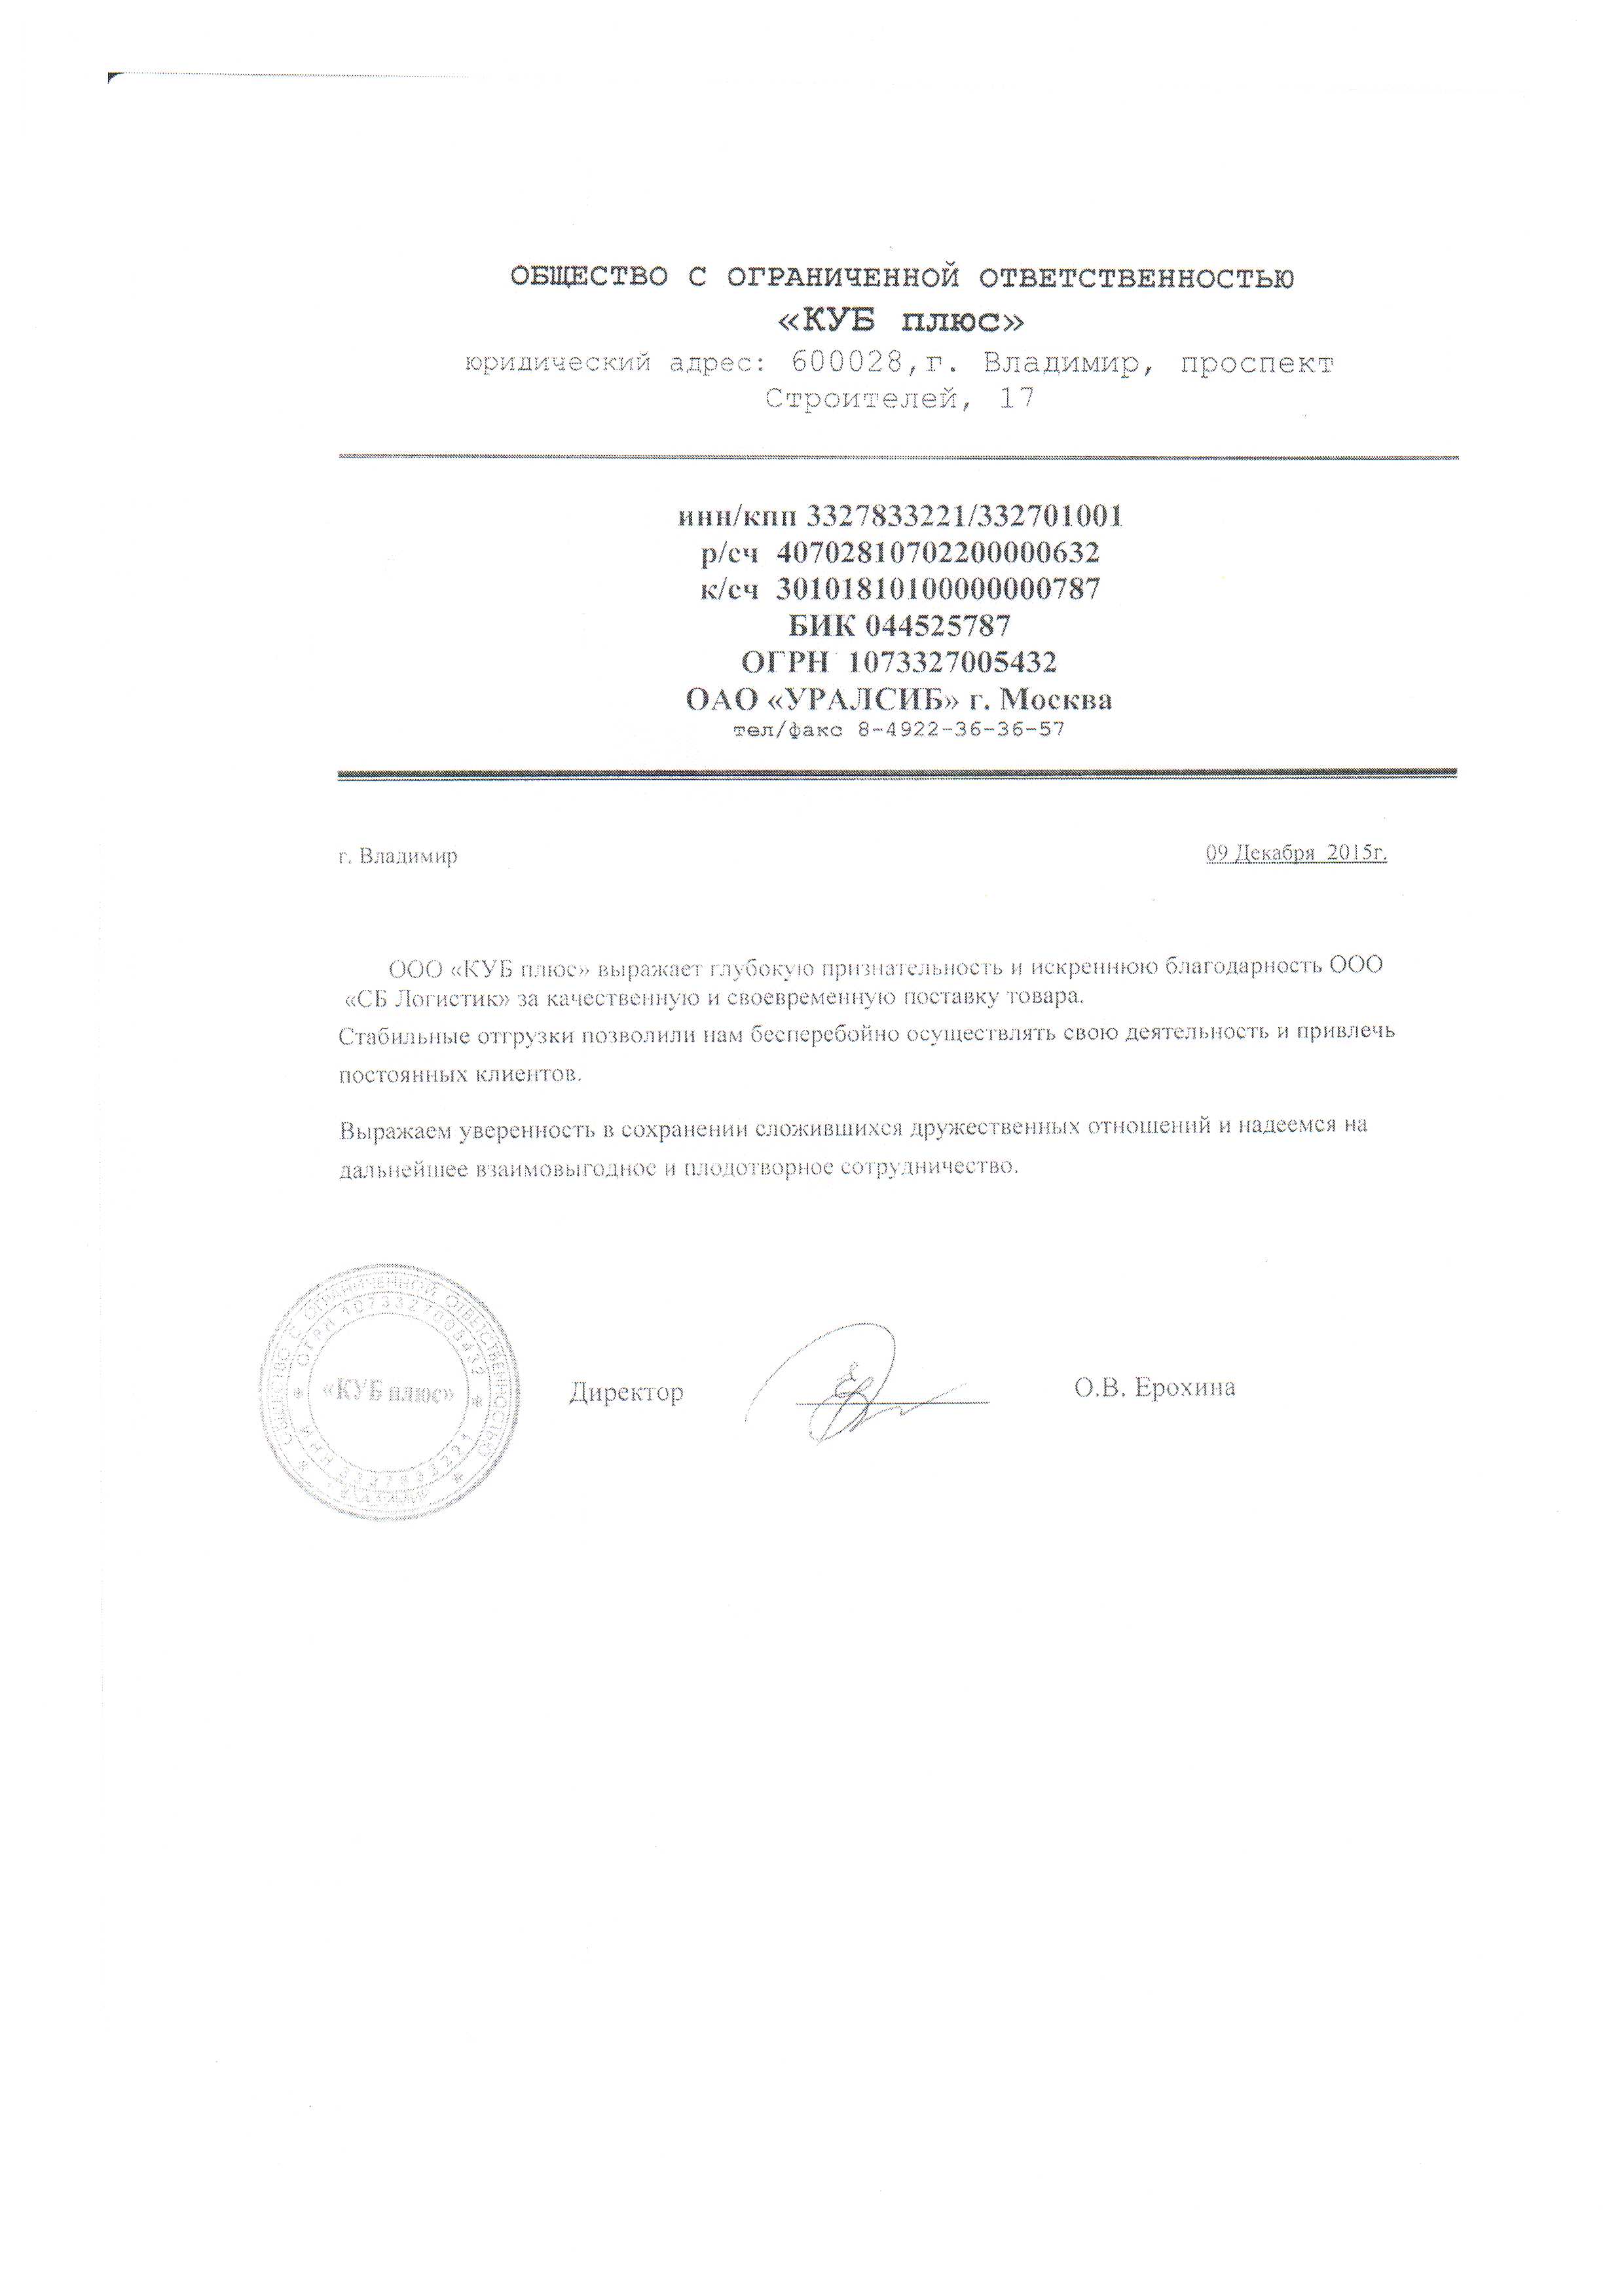 ОБЩЕСТВО С ОГРАНИЧЕННОЙ ОТВЕТСТВЕННОСТЬЮ
«КУБ плюс»
юридический адрес: 600028,г. Владимир, проспект
Строителей, 17
инн/кпп 3327833221/332701001
р/сч 40702810702200000632
к/сч 30101810100000000787
БИК 044525787
ОГРН 1073327005432
ОАО «УРАЛСИБ» г. Москва
тел/факс 8-4922-36-36-57
г. Владимир
09 Декабря 2015г.
ООО «КУБ плюс» выражает глубокую признательность и искреннюю благодарность ООО
«СБ Логистик» за качественную и своевременную поставку товара.
Стабильные отгрузки позволили нам бесперебойно осуществлять свою деятельность и привлечь
постоянных клиентов.
Выражаем уверенность в сохранении сложившихся дружественных отношений и надеемся на
дальнейшее взаимовыгодное и плодотворное сотрудничество.
ОБЩЕСТВО С ОГРАНИЧЕННОЙ ОТВЕТСТВЕННОСТЬЮ
ОГРН 1073327005432
«КУБ плюс»
ИНН 3327833221
ВЛАДИМИР
Директор
О.В. Ерохина